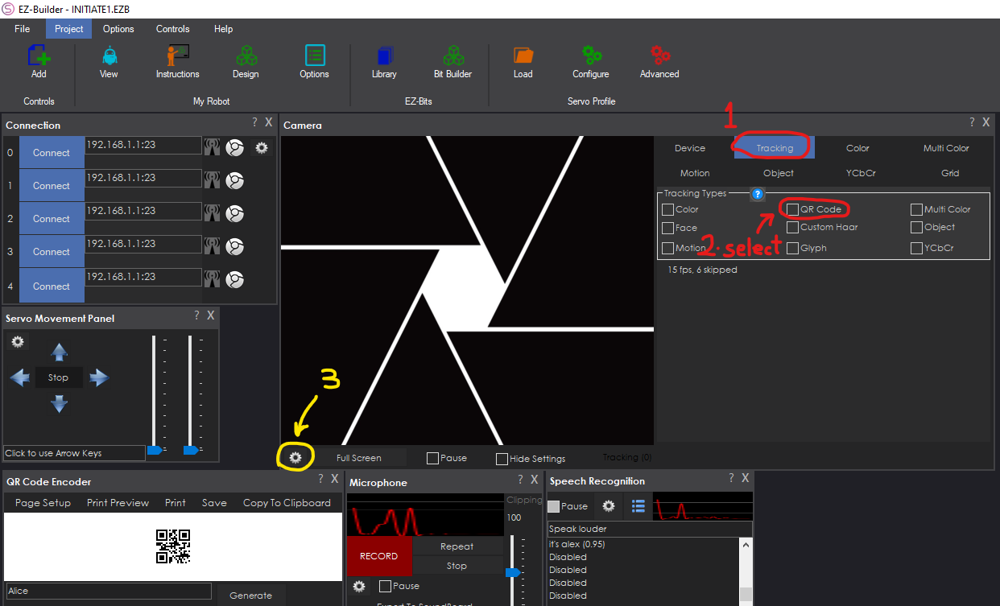 EZ-Builder - INITIATE1.EZB
File Project Options Controls Help
Add View Instructions Design Options Library Bit Builder Load Configure Advanced
Controls My Robot EZ-Bits Servo Profile
Connection ? X
0 Connect 192.168.1.1:23
1 Connect 192.168.1.1:23
2 Connect 192.168.1.1:23
3 Connect 192.168.1.1:23
4 Connect 192.168.1.1:23
Camera ? X
1
Device Tracking Color Multi Color
Motion Object YCbCr Grid
Tracking Types ?
Color QR Code Multi Color
Face Custom Haar Object
Motion Glyph YCbCr
2. select
15 fps, 6 skipped
3
Full Screen Pause Hide Settings Tracking (0)
Servo Movement Panel ? X
Stop
Click to use Arrow Keys
QR Code Encoder ? X
Page Setup Print Preview Print Save Copy To Clipboard
Alice Generate
Microphone ? X
Clipping
100
RECORD Repeat
Stop
Pause
Export To SoundBoard
Speech Recognition ? X
Pause
Speak louder
it's alex (0.95)
Disabled
Disabled
Disabled
Disabled